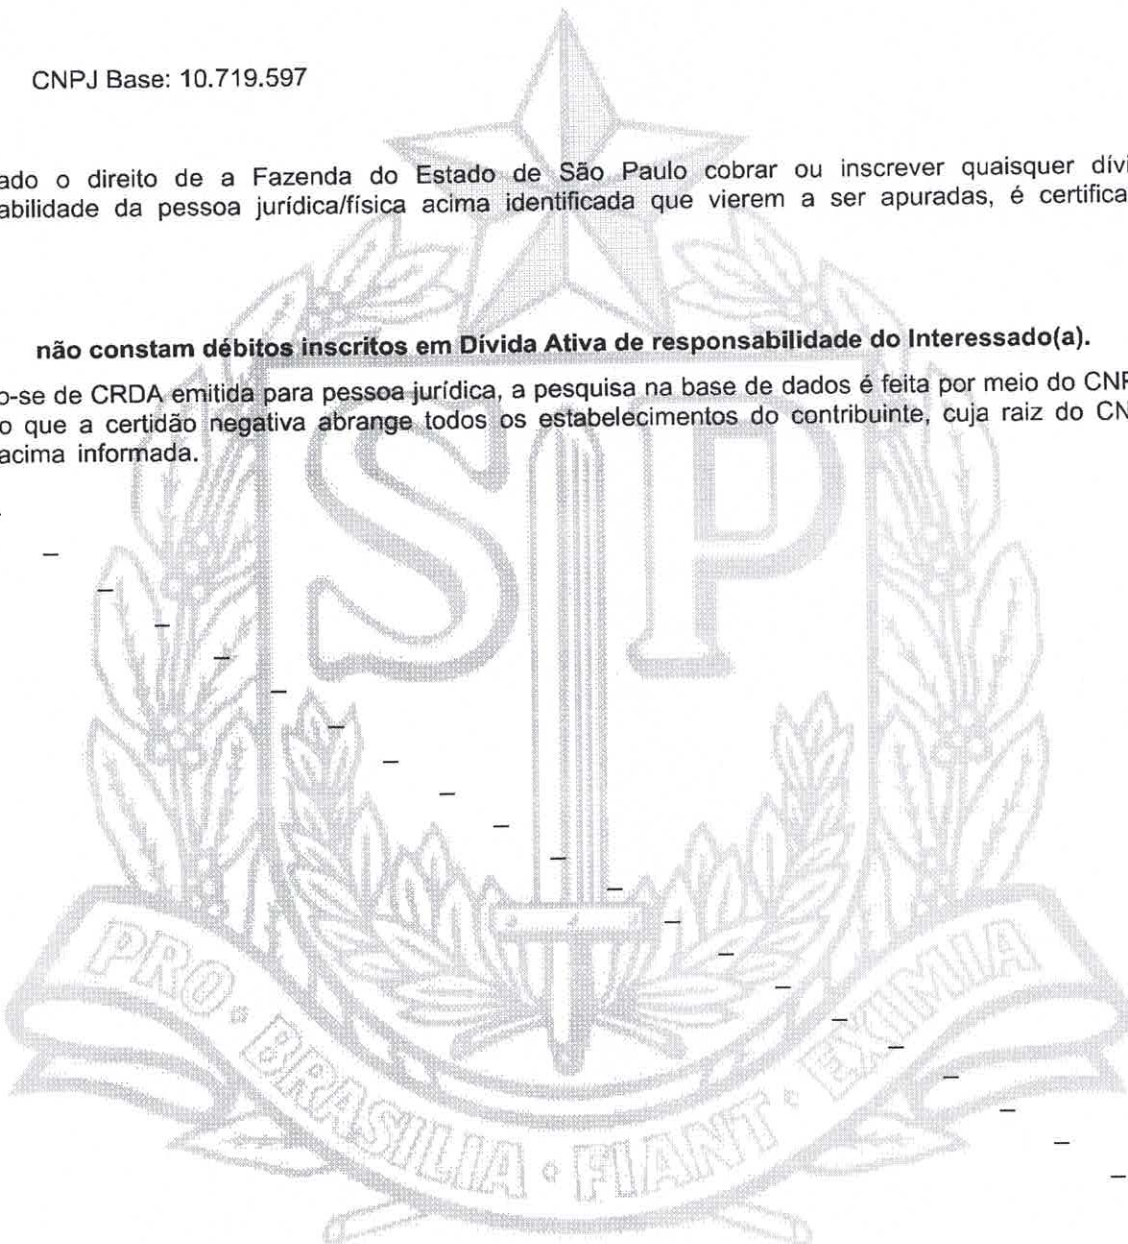 CNPJ Base: 10.719.597
ado o direito de a Fazenda do Estado de São Paulo cobrar ou inscrever quaisquer dívi
abilidade da pessoa jurídica/física acima identificada que vierem a ser apuradas, é certifica
não constam débitos inscritos em Dívida Ativa de responsabilidade do Interessado(a).
o-se de CRDA emitida para pessoa jurídica, a pesquisa na base de dados é feita por meio do CNP
o que a certidão negativa abrange todos os estabelecimentos do contribuinte, cuja raiz do CN
acima informada.
SP
PRO BRASILIA FIANT EXIMIA